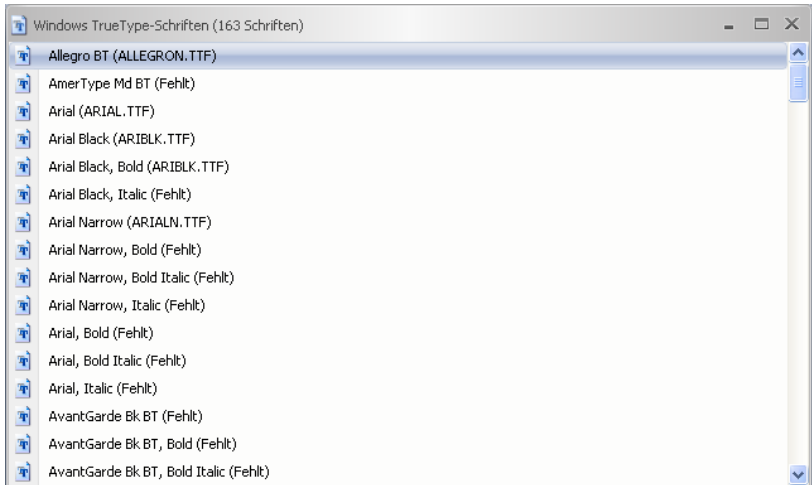 Windows TrueType-Schriften (163 Schriften)
Allegro BT (ALLEGRON.TTF)
AmerType Md BT (Fehlt)
Arial (ARIAL.TTF)
Arial Black (ARIBLK.TTF)
Arial Black, Bold (ARIBLK.TTF)
Arial Black, Italic (Fehlt)
Arial Narrow (ARIALN.TTF)
Arial Narrow, Bold (Fehlt)
Arial Narrow, Bold Italic (Fehlt)
Arial Narrow, Italic (Fehlt)
Arial, Bold (Fehlt)
Arial, Bold Italic (Fehlt)
Arial, Italic (Fehlt)
AvantGarde Bk BT (Fehlt)
AvantGarde Bk BT, Bold (Fehlt)
AvantGarde Bk BT, Bold Italic (Fehlt)